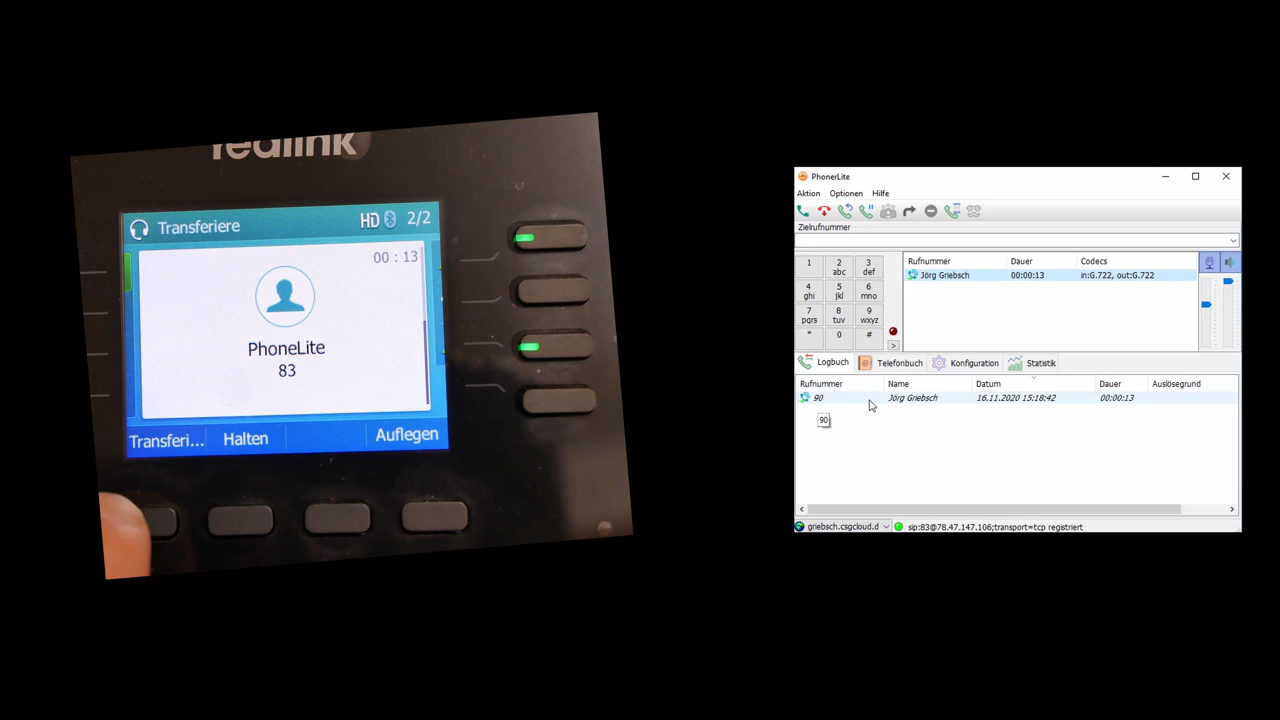 Yealink
Transferiere HD 2/2
00 : 13
PhoneLite
83
Transferi... Halten Auflegen
PhonerLite
Aktion Optionen Hilfe
Zielrufnummer
1 2 abc 3 def
4 ghi 5 jkl 6 mno
7 pqrs 8 tuv 9 wxyz
* 0 #
>
Rufnummer Dauer Codecs
Jörg Griebsch 00:00:13 in:G.722, out:G.722
Logbuch Telefonbuch Konfiguration Statistik
Rufnummer Name Datum Dauer Auslösegrund
90 Jörg Griebsch 16.11.2020 15:18:42 00:00:13
90
griebsch.csgcloud.d sip:83@78.47.147.106;transport=tcp registriert